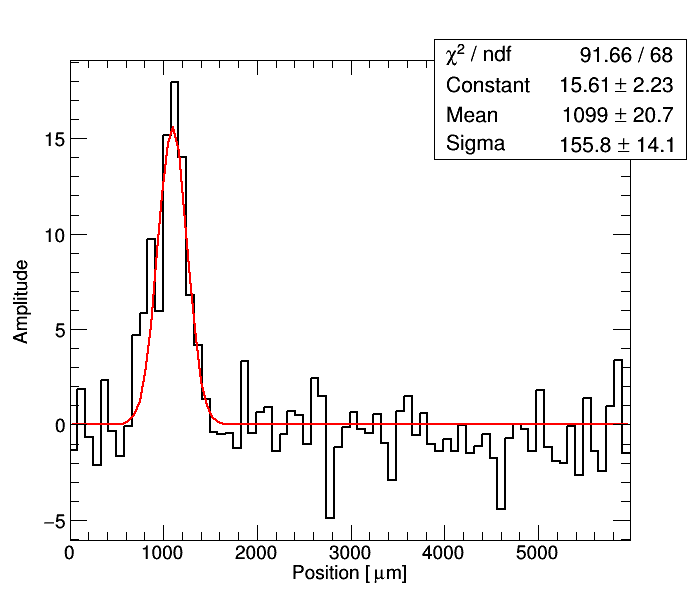 χ² / ndf 91.66 / 68
Constant 15.61 ± 2.23
Mean 1099 ± 20.7
Sigma 155.8 ± 14.1
15
10
5
0
−5
Amplitude
0 1000 2000 3000 4000 5000
Position [ μm]